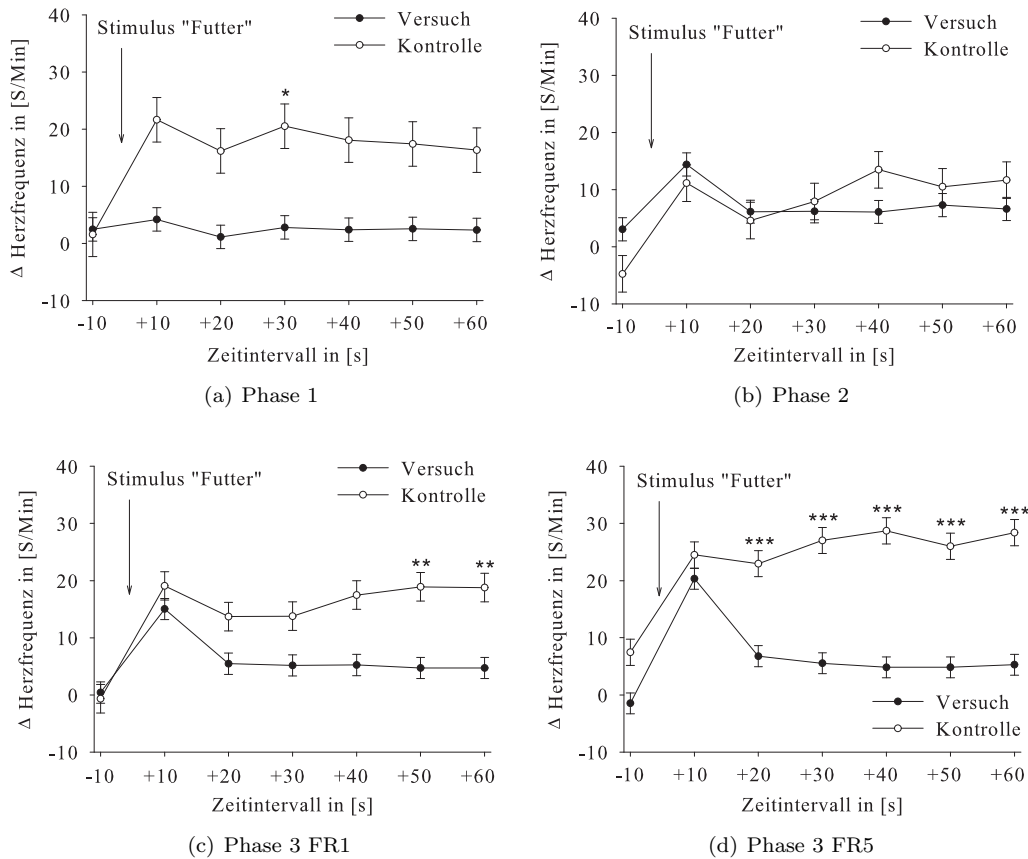 Stimulus "Futter"
Versuch
Kontrolle
Δ Herzfrequenz in [S/Min]
40
30
20
10
0
-10
*
-10 +10 +20 +30 +40 +50 +60
Zeitintervall in [s]
(a) Phase 1
Stimulus "Futter"
Versuch
Kontrolle
Δ Herzfrequenz in [S/Min]
40
30
20
10
0
-10
-10 +10 +20 +30 +40 +50 +60
Zeitintervall in [s]
(b) Phase 2
Stimulus "Futter"
Versuch
Kontrolle
Δ Herzfrequenz in [S/Min]
40
30
20
10
0
-10
** **
-10 +10 +20 +30 +40 +50 +60
Zeitintervall in [s]
(c) Phase 3 FR1
Stimulus "Futter"
Δ Herzfrequenz in [S/Min]
40
30
20
10
0
-10
*** *** *** *** ***
Versuch
Kontrolle
-10 +10 +20 +30 +40 +50 +60
Zeitintervall in [s]
(d) Phase 3 FR5